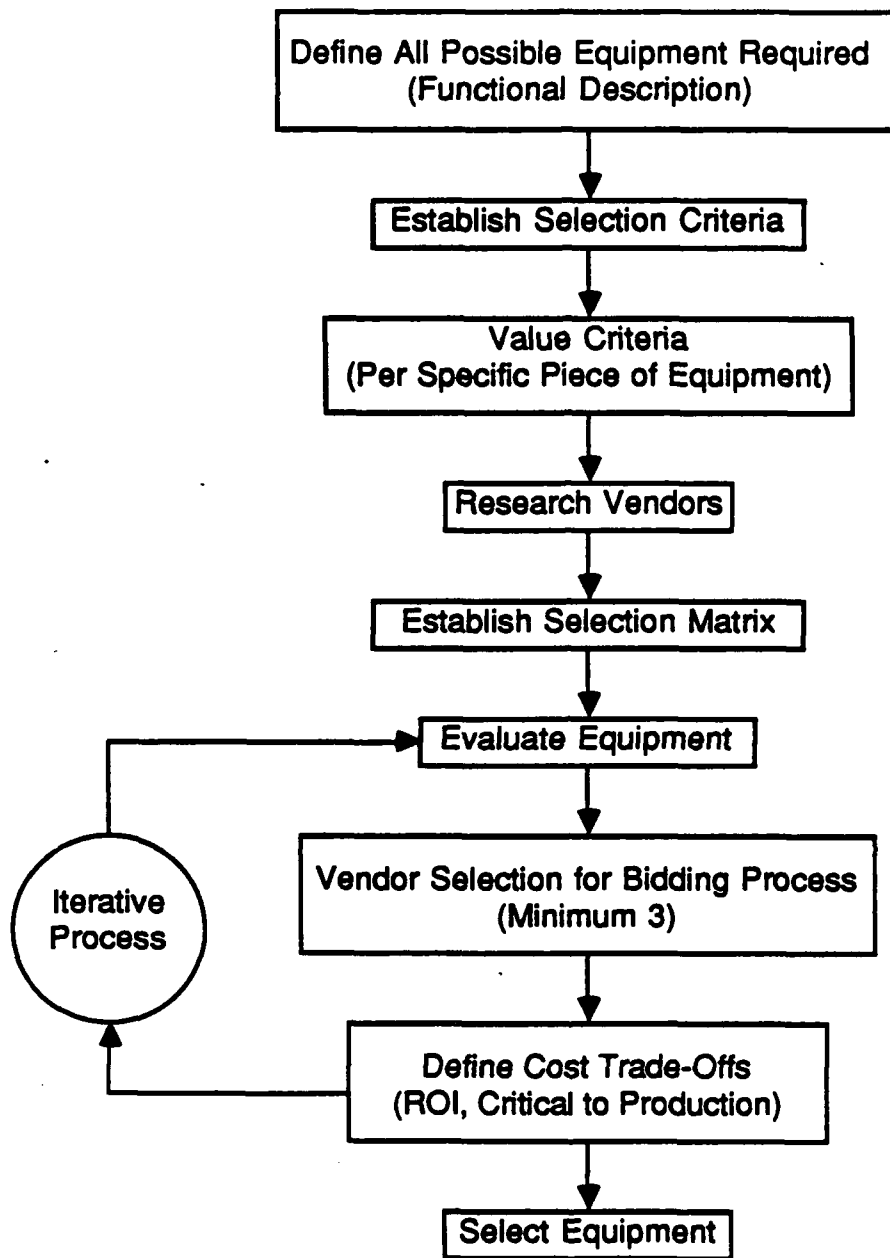 Define All Possible Equipment Required
(Functional Description)
Establish Selection Criteria
Value Criteria
(Per Specific Piece of Equipment)
Research Vendors
Establish Selection Matrix
Evaluate Equipment
Vendor Selection for Bidding Process
(Minimum 3)
Iterative
Process
Define Cost Trade-Offs
(ROI, Critical to Production)
Select Equipment